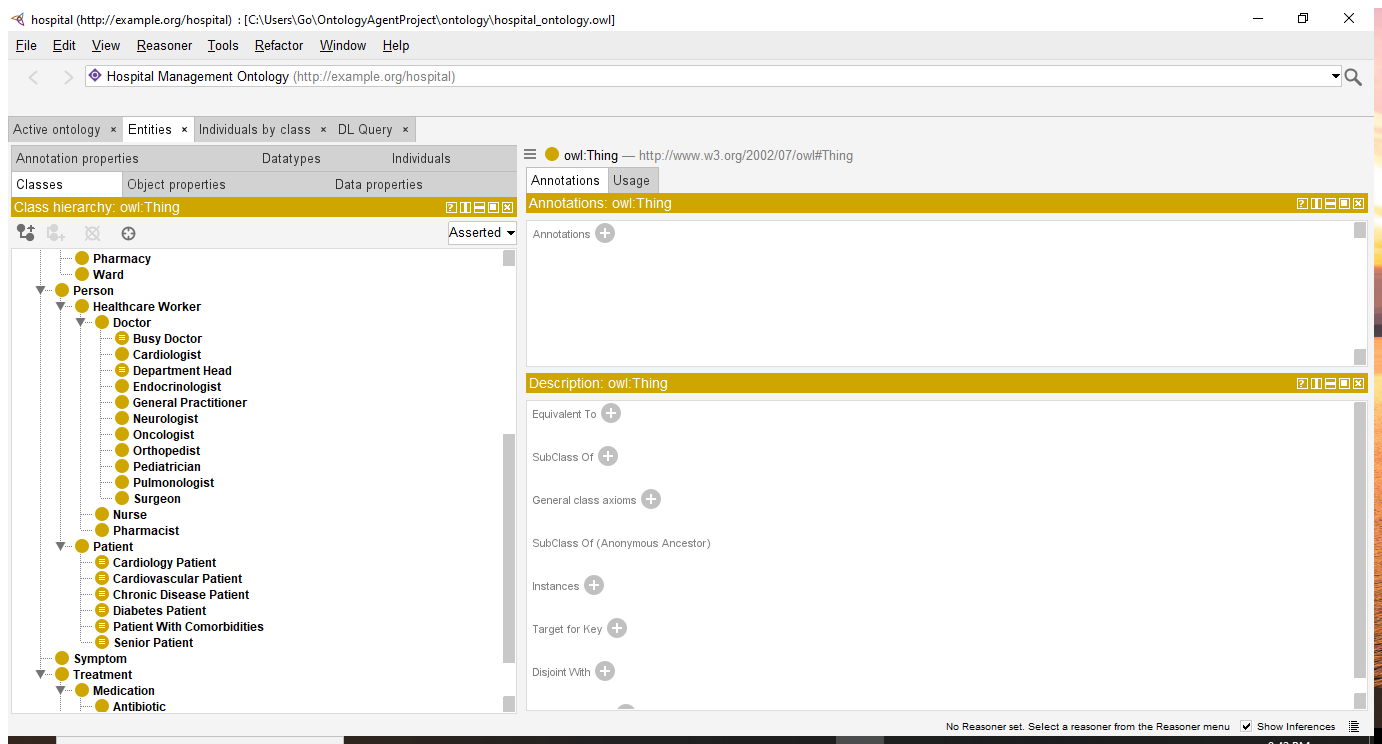 hospital (http://example.org/hospital) : [C:\Users\Go\OntologyAgentProject\ontology\hospital_ontology.owl]
File Edit View Reasoner Tools Refactor Window Help
Hospital Management Ontology (http://example.org/hospital)
Active ontology × Entities × Individuals by class × DL Query ×
Annotation properties Datatypes Individuals
Classes Object properties Data properties
Class hierarchy: owl:Thing
Asserted
Pharmacy
Ward
Person
Healthcare Worker
Doctor
Busy Doctor
Cardiologist
Department Head
Endocrinologist
General Practitioner
Neurologist
Oncologist
Orthopedist
Pediatrician
Pulmonologist
Surgeon
Nurse
Pharmacist
Patient
Cardiology Patient
Cardiovascular Patient
Chronic Disease Patient
Diabetes Patient
Patient With Comorbidities
Senior Patient
Symptom
Treatment
Medication
Antibiotic
owl:Thing — http://www.w3.org/2002/07/owl#Thing
Annotations Usage
Annotations: owl:Thing
Annotations
Description: owl:Thing
Equivalent To
SubClass Of
General class axioms
SubClass Of (Anonymous Ancestor)
Instances
Target for Key
Disjoint With
No Reasoner set. Select a reasoner from the Reasoner menu Show Inferences